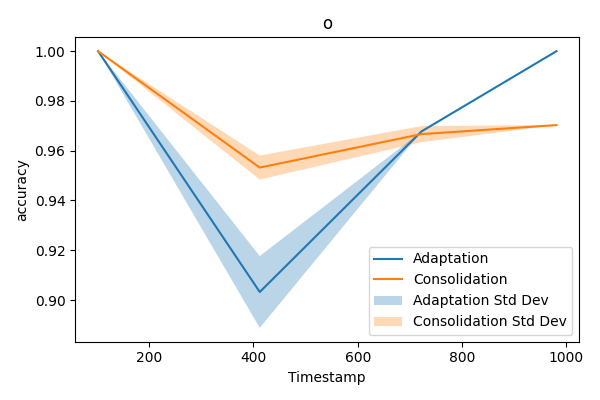 o
1.00
0.98
0.96
0.94
0.92
0.90
accuracy
Adaptation
Consolidation
Adaptation Std Dev
Consolidation Std Dev
200 400 600 800 1000
Timestamp